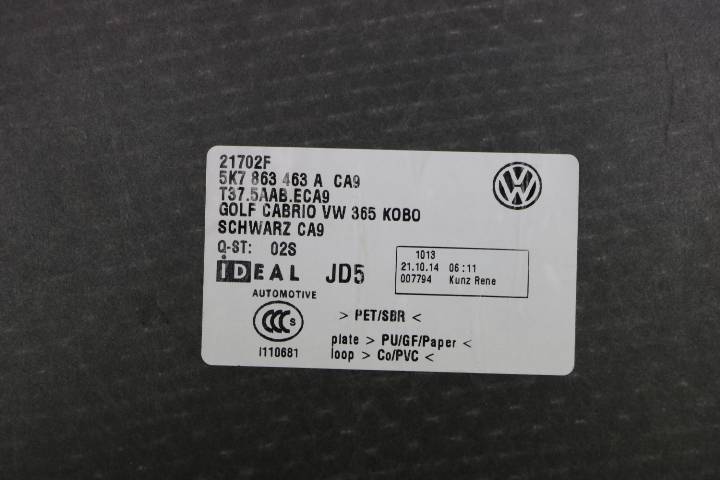 21702F
5K7 863 463 A CA9
T37.5AAB.ECA9
GOLF CABRIO VW 365 KOBO
SCHWARZ CA9
Q-ST: 02S
IDEAL JD5
AUTOMOTIVE
1013
21.10.14 06:11
007794 Kunz Rene
CCC S
I110681
> PET/SBR <
plate > PU/GF/Paper <
loop > Co/PVC <
VW